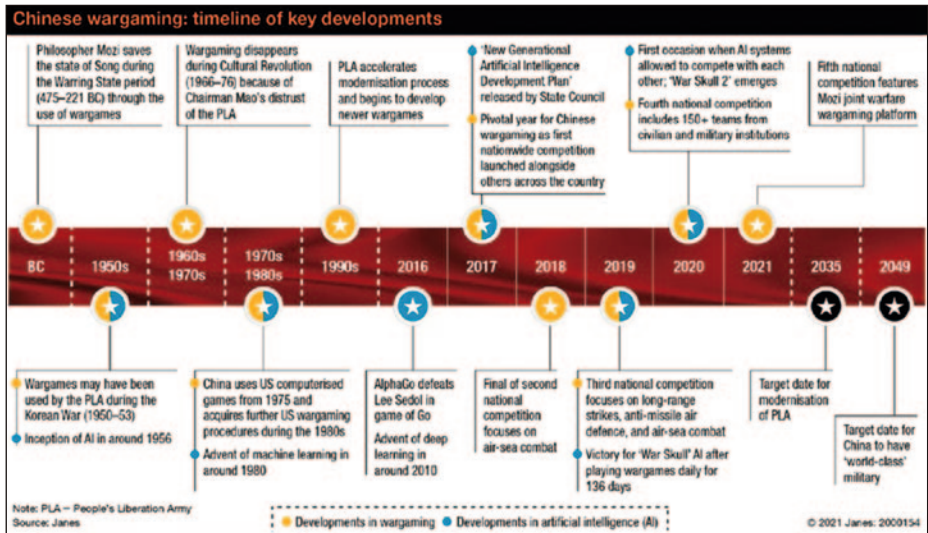 Chinese wargaming: timeline of key developments
Philosopher Mozi saves
the state of Song during
the Warring State period
(475–221 BC) through the
use of wargames
Wargaming disappears
during Cultural Revolution
(1966–76) because of
Chairman Mao's distrust
of the PLA
PLA accelerates
modernisation process
and begins to develop
newer wargames
'New Generational
Artificial Intelligence
Development Plan'
released by State Council
Pivotal year for Chinese
wargaming as first
nationwide competition
launched alongside
others across the country
First occasion when AI systems
allowed to compete with each
other; 'War Skull 2' emerges
Fourth national competition
includes 150+ teams from
civilian and military institutions
Fifth national
competition features
Mozi joint warfare
wargaming platform
BC
1950s
1960s
1970s
1970s
1980s
1990s
2016
2017
2018
2019
2020
2021
2035
2049
Wargames may have been
used by the PLA during the
Korean War (1950–53)
Inception of AI in around 1956
China uses US computerised
games from 1975 and
acquires further US wargaming
procedures during the 1980s
Advent of machine learning in
around 1980
AlphaGo defeats
Lee Sedol in
game of Go
Advent of deep
learning in
around 2010
Final of second
national
competition
focuses on
air-sea combat
Third national competition
focuses on long-range
strikes, anti-missile air
defence, and air-sea combat
Victory for 'War Skull' AI after
playing wargames daily for
136 days
Target date for
modernisation
of PLA
Target date for
China to have
'world-class'
military
Note: PLA – People's Liberation Army
Source: Janes
Developments in wargaming
Developments in artificial intelligence (AI)
© 2021 Janes: 2000154